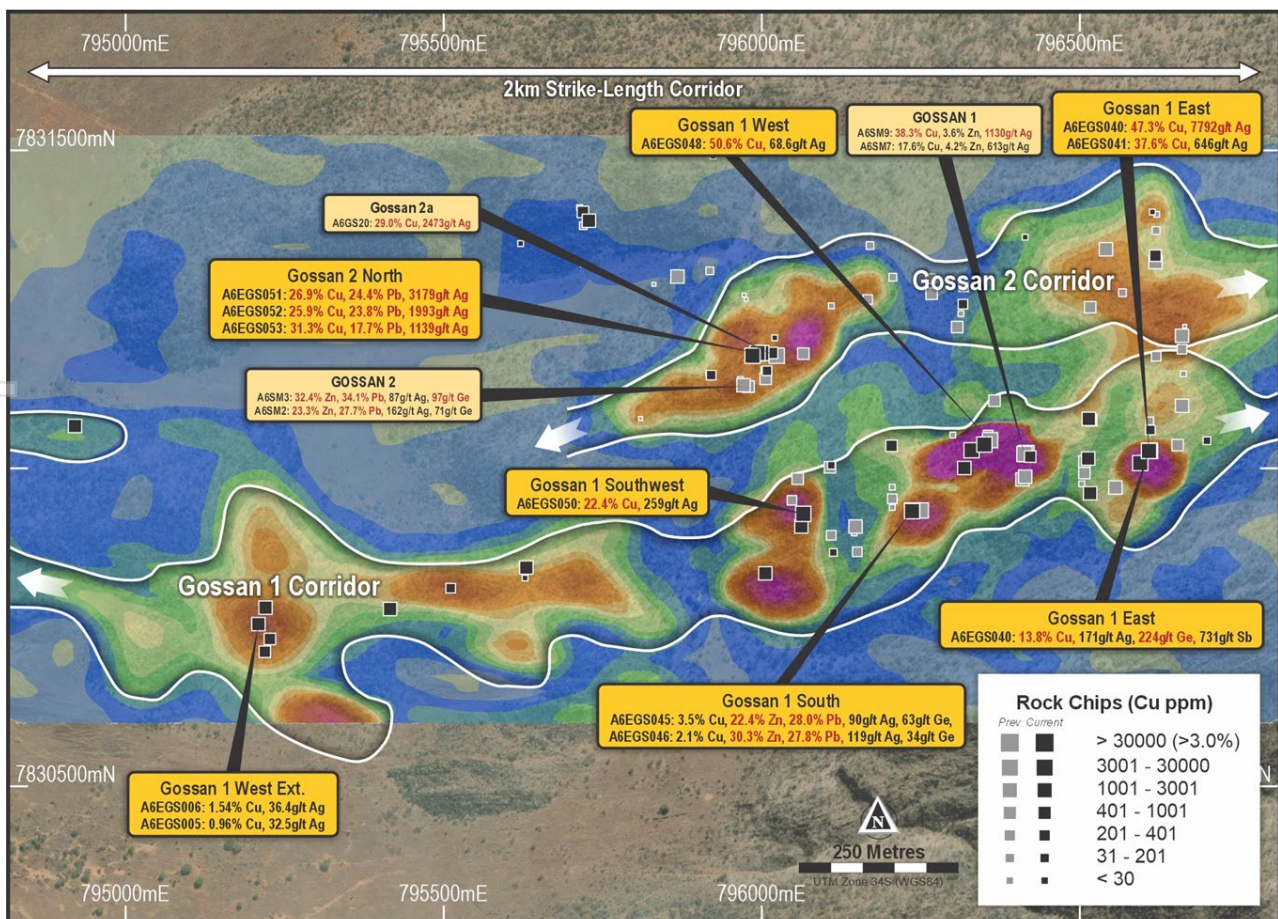 795000mE
795500mE
796000mE
796500mE
2km Strike-Length Corridor
7831500mN
Gossan 1 West
A6EGS048: 50.6% Cu, 68.6g/t Ag
GOSSAN 1
A6SM9: 38.3% Cu, 3.6% Zn, 1130g/t Ag
A6SM7: 17.6% Cu, 4.2% Zn, 613g/t Ag
Gossan 1 East
A6EGS040: 47.3% Cu, 7792g/t Ag
A6EGS041: 37.6% Cu, 646g/t Ag
Gossan 2a
A6GS20: 29.0% Cu, 2473g/t Ag
Gossan 2 North
A6EGS051: 26.9% Cu, 24.4% Pb, 3179g/t Ag
A6EGS052: 25.9% Cu, 23.8% Pb, 1993g/t Ag
A6EGS053: 31.3% Cu, 17.7% Pb, 1139g/t Ag
Gossan 2 Corridor
GOSSAN 2
A6SM3: 32.4% Zn, 34.1% Pb, 87g/t Ag, 97g/t Ge
A6SM2: 23.3% Zn, 27.7% Pb, 162g/t Ag, 71g/t Ge
Gossan 1 Southwest
A6EGS050: 22.4% Cu, 259g/t Ag
Gossan 1 Corridor
Gossan 1 East
A6EGS040: 13.8% Cu, 171g/t Ag, 224g/t Ge, 731g/t Sb
Gossan 1 South
A6EGS045: 3.5% Cu, 22.4% Zn, 28.0% Pb, 90g/t Ag, 63g/t Ge,
A6EGS046: 2.1% Cu, 30.3% Zn, 27.8% Pb, 119g/t Ag, 34g/t Ge
7830500mN
N
Gossan 1 West Ext.
A6EGS006: 1.54% Cu, 36.4g/t Ag
A6EGS005: 0.96% Cu, 32.5g/t Ag
Rock Chips (Cu ppm)
Prev Current
> 30000 (>3.0%)
3001 - 30000
1001 - 3001
401 - 1001
201 - 401
31 - 201
< 30
N
250 Metres
UTM Zone 34S/(WGS84)
795000mE
795500mE
796000mE